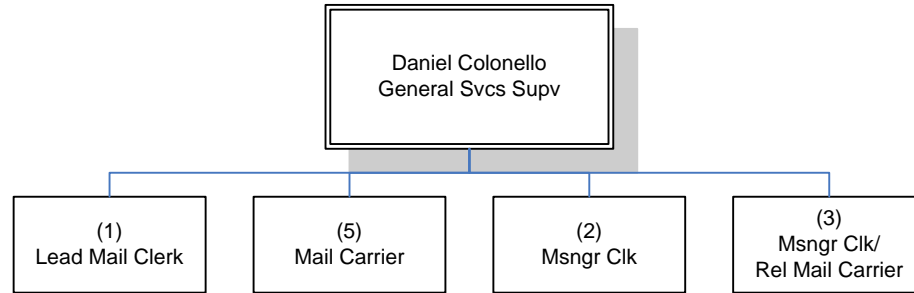 Daniel Colonello
General Svcs Supv
(1)
Lead Mail Clerk
(5)
Mail Carrier
(2)
Msngr Clk
(3)
Msngr Clk/
Rel Mail Carrier